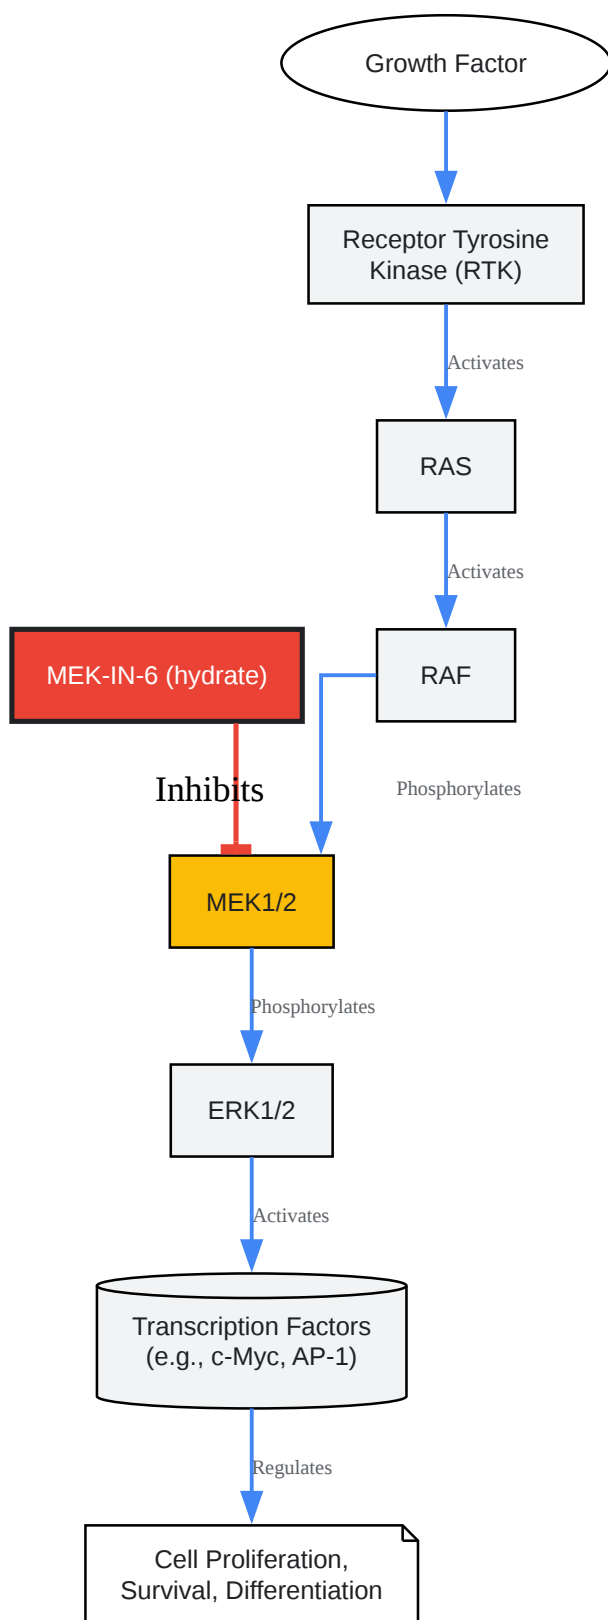 Growth Factor
Receptor Tyrosine
Kinase (RTK)
Activates
RAS
Activates
MEK-IN-6 (hydrate)
RAF
Inhibits
Phosphorylates
MEK1/2
Phosphorylates
ERK1/2
Activates
Transcription Factors
(e.g., c-Myc, AP-1)
Regulates
Cell Proliferation,
Survival, Differentiation